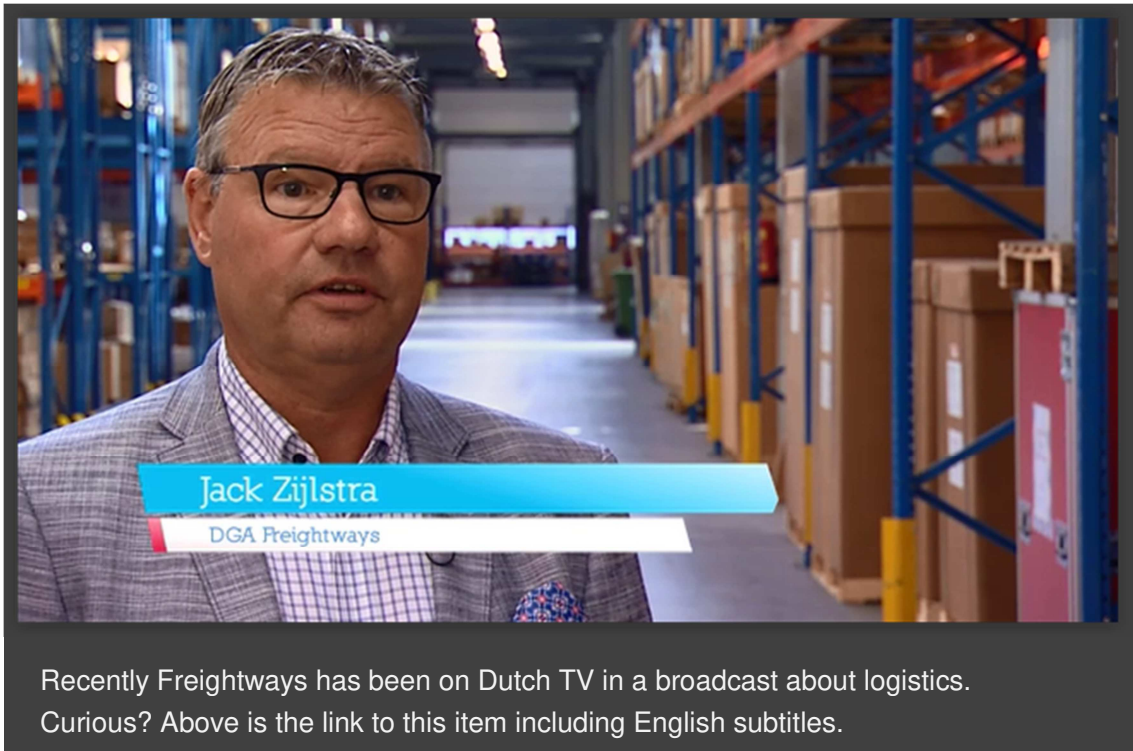 Jack Zijlstra
DGA Freightways
Recently Freightways has been on Dutch TV in a broadcast about logistics.
Curious? Above is the link to this item including English subtitles.